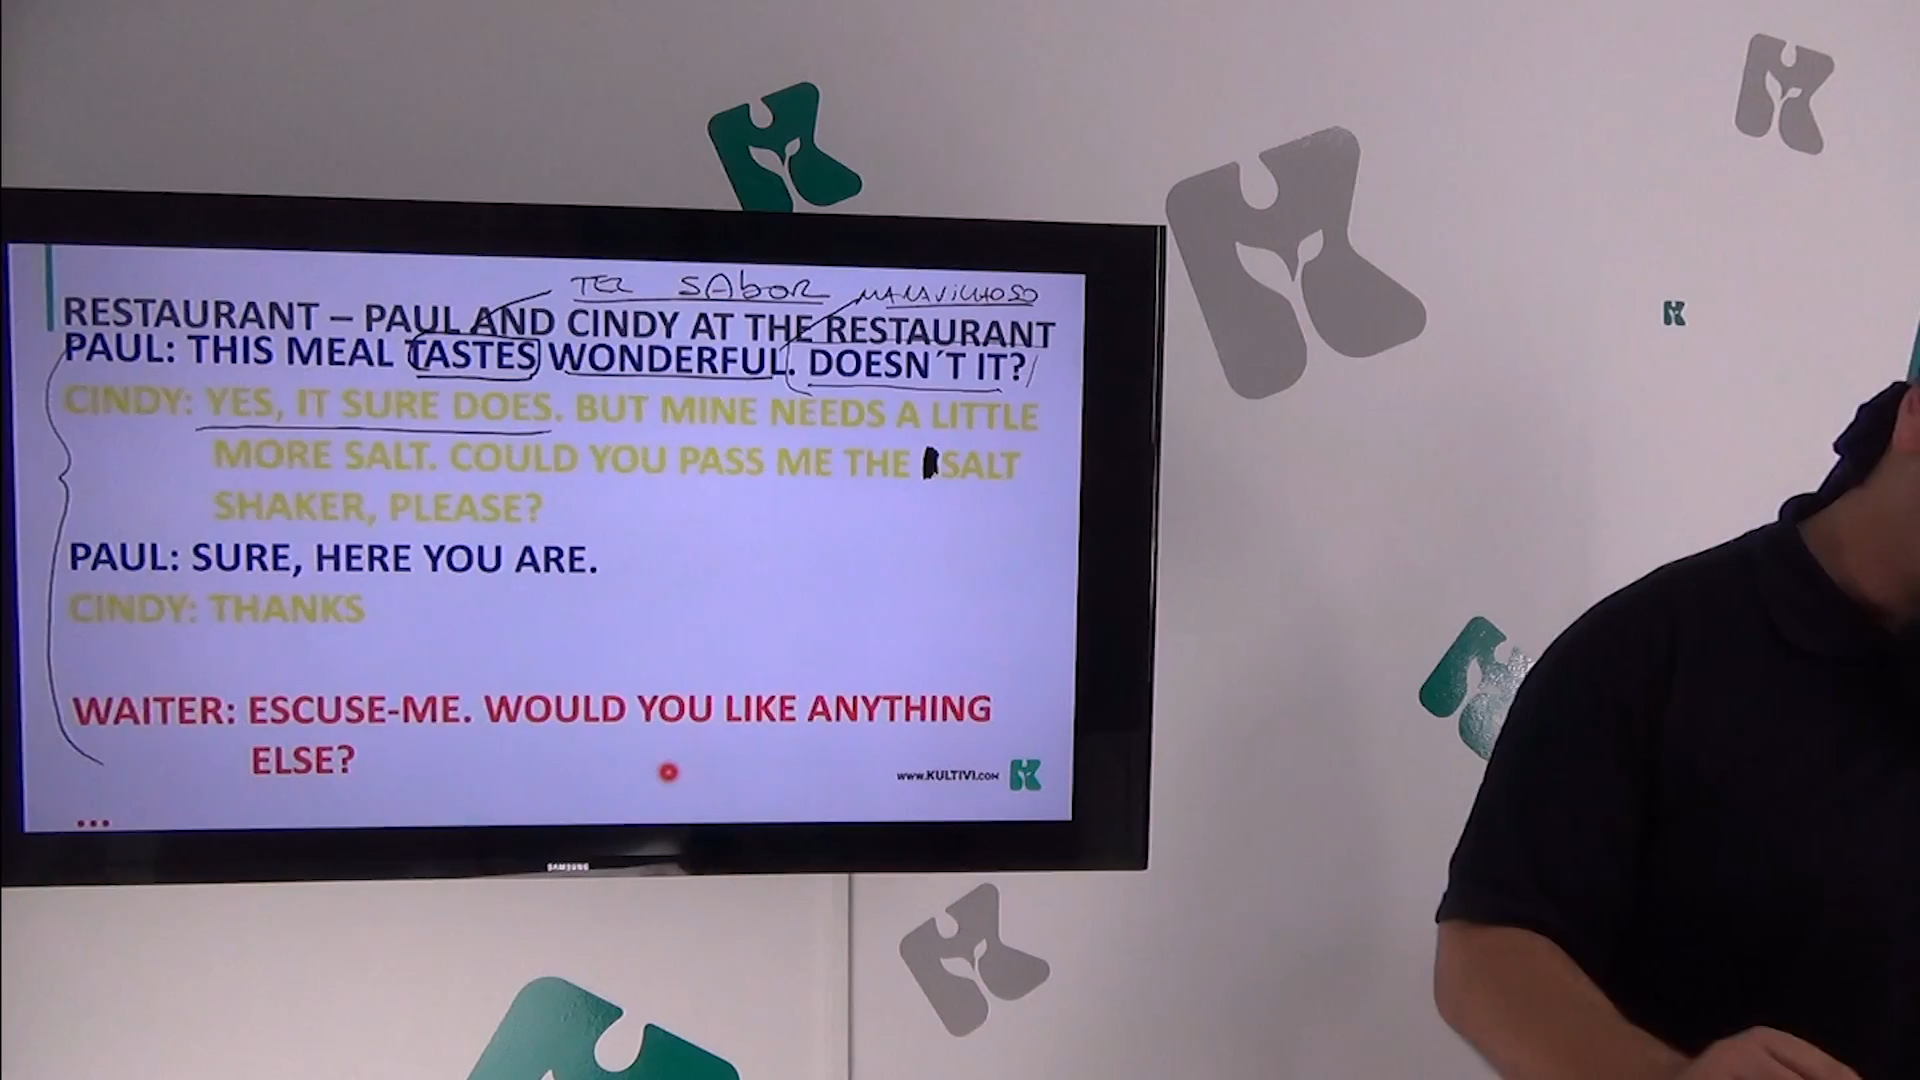 TER SABOR MARAVILHOSO
RESTAURANT – PAUL AND CINDY AT THE RESTAURANT
PAUL: THIS MEAL TASTES WONDERFUL. DOESN´T IT?
CINDY: YES, IT SURE DOES. BUT MINE NEEDS A LITTLE
MORE SALT. COULD YOU PASS ME THE SALT
SHAKER, PLEASE?
PAUL: SURE, HERE YOU ARE.
CINDY: THANKS
WAITER: ESCUSE-ME. WOULD YOU LIKE ANYTHING
ELSE?
WWW.KULTIVI.COM
...
SAMSUNG